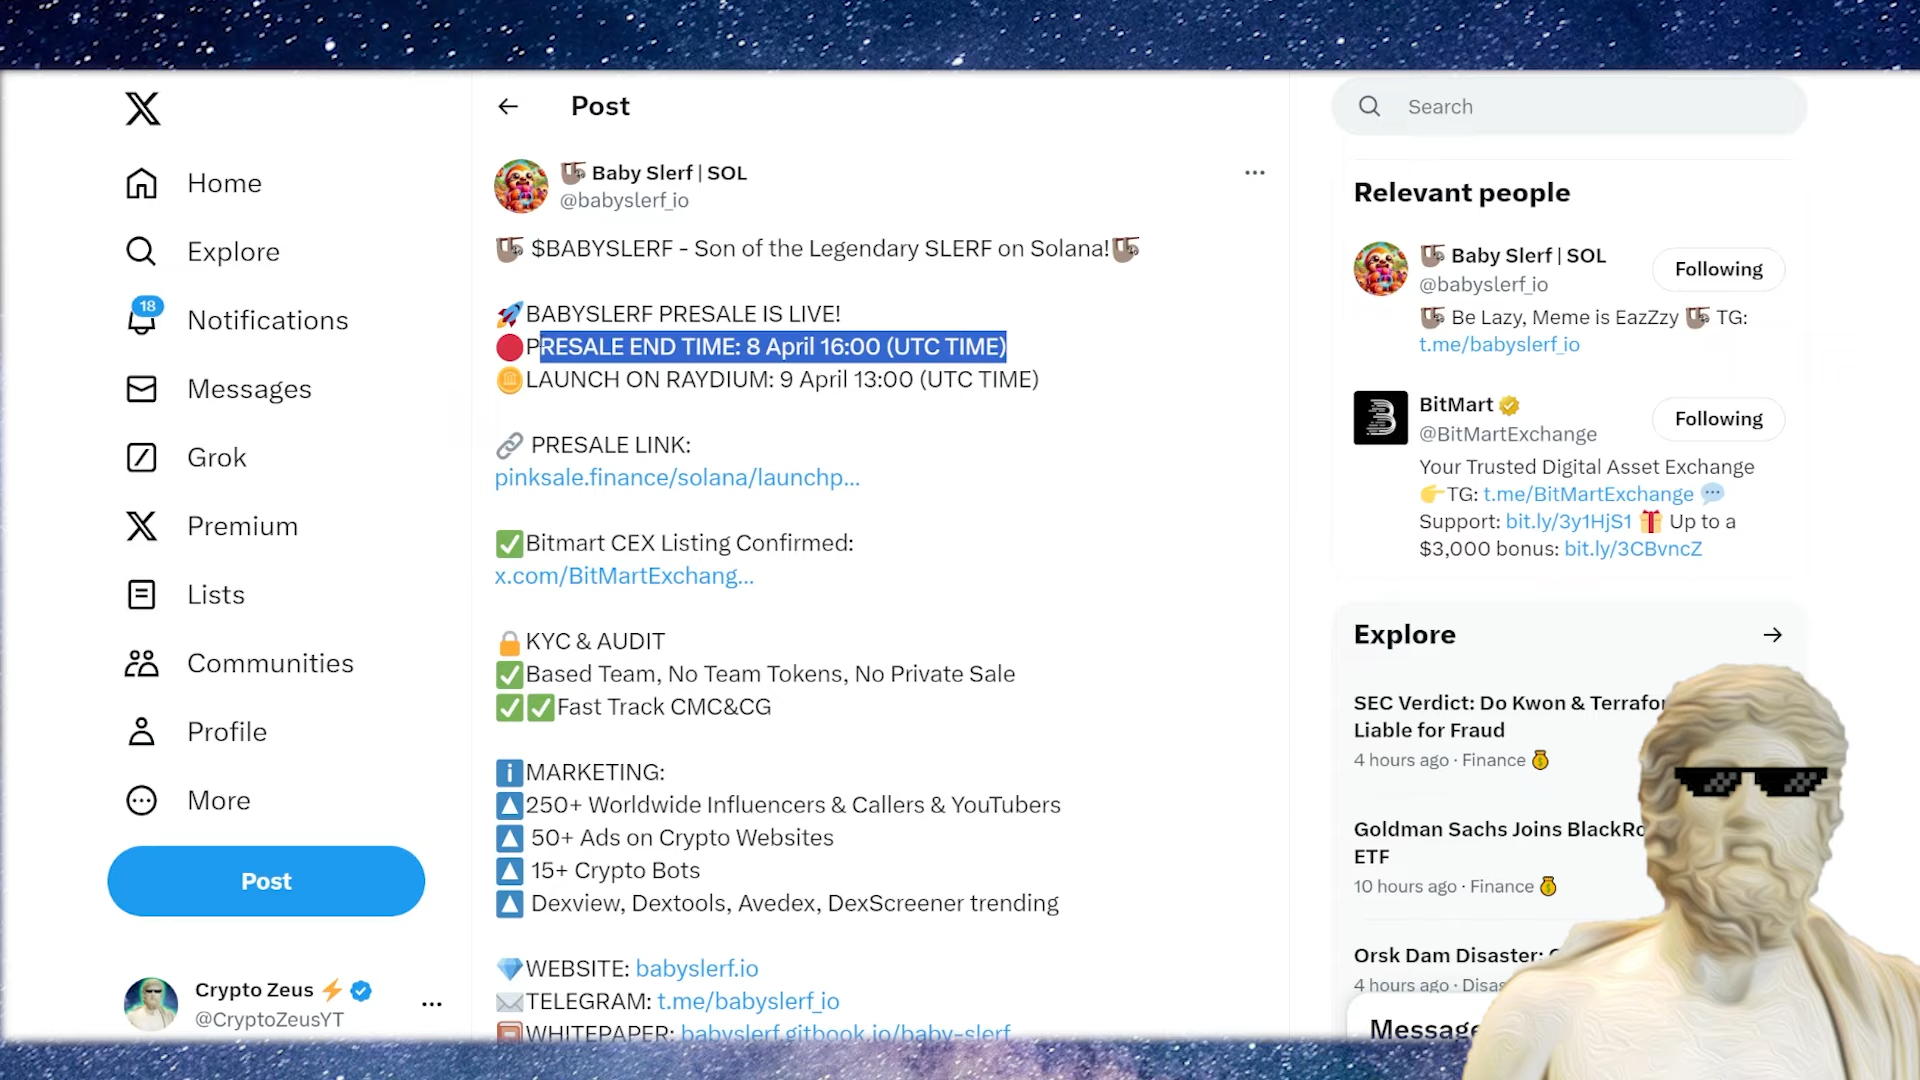 Home
Explore
18
Notifications
Messages
Grok
Premium
Lists
Communities
Profile
More
Post
Crypto Zeus
@CryptoZeusYT
Post
Baby Slerf | SOL
@babyslerf_io
$BABYSLERF - Son of the Legendary SLERF on Solana!
BABYSLERF PRESALE IS LIVE!
PRESALE END TIME: 8 April 16:00 (UTC TIME)
LAUNCH ON RAYDIUM: 9 April 13:00 (UTC TIME)
PRESALE LINK:
pinksale.finance/solana/launchp...
Bitmart CEX Listing Confirmed:
x.com/BitMartExchang...
KYC & AUDIT
Based Team, No Team Tokens, No Private Sale
Fast Track CMC&CG
MARKETING:
250+ Worldwide Influencers & Callers & YouTubers
50+ Ads on Crypto Websites
15+ Crypto Bots
Dexview, Dextools, Avedex, DexScreener trending
WEBSITE: babyslerf.io
TELEGRAM: t.me/babyslerf_io
WHITEPAPER: babyslerf.gitbook.io/baby-slerf
Search
Relevant people
Baby Slerf | SOL
Following
@babyslerf_io
Be Lazy, Meme is EazZzy TG:
t.me/babyslerf_io
BitMart
Following
@BitMartExchange
Your Trusted Digital Asset Exchange
TG: t.me/BitMartExchange
Support: bit.ly/3y1HjS1 Up to a
$3,000 bonus: bit.ly/3CBvncZ
Explore
SEC Verdict: Do Kwon &
Liable for Fraud
4 hours ago · Finance
Goldman Sachs Joins
ETF
10 hours ago · Finance
Orsk Dam Disaster:
4 hours ago ·